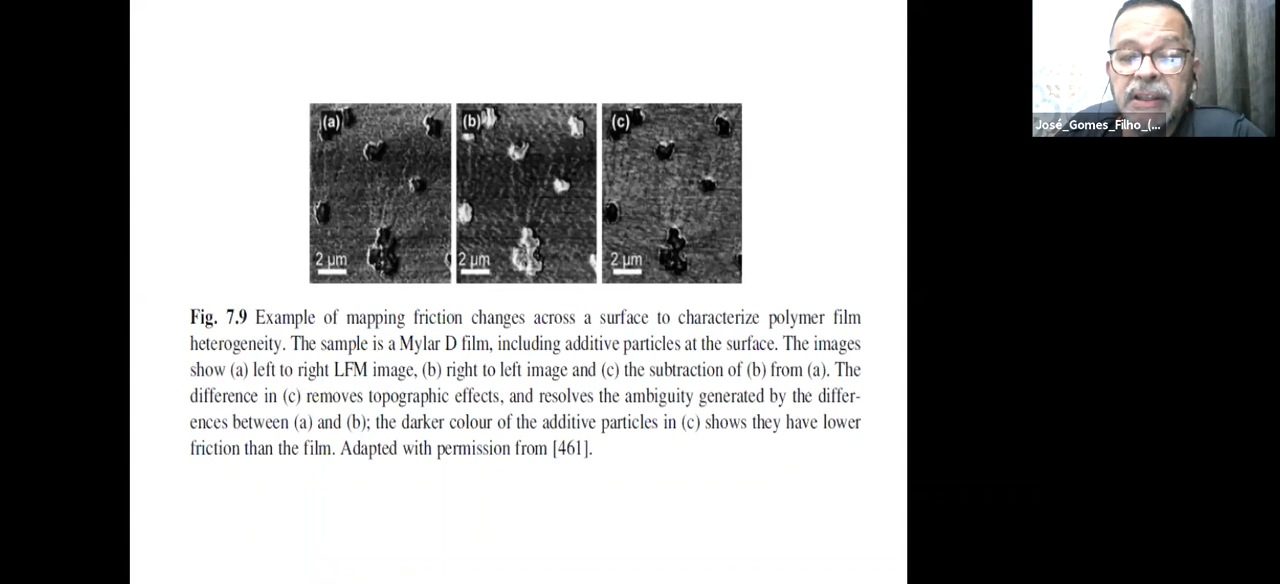 José_Gomes_Filho_(...
(a) (b) (c)
2 µm 2 µm 2 µm
Fig. 7.9 Example of mapping friction changes across a surface to characterize polymer film
heterogeneity. The sample is a Mylar D film, including additive particles at the surface. The images
show (a) left to right LFM image, (b) right to left image and (c) the subtraction of (b) from (a). The
difference in (c) removes topographic effects, and resolves the ambiguity generated by the differ-
ences between (a) and (b); the darker colour of the additive particles in (c) shows they have lower
friction than the film. Adapted with permission from [461].